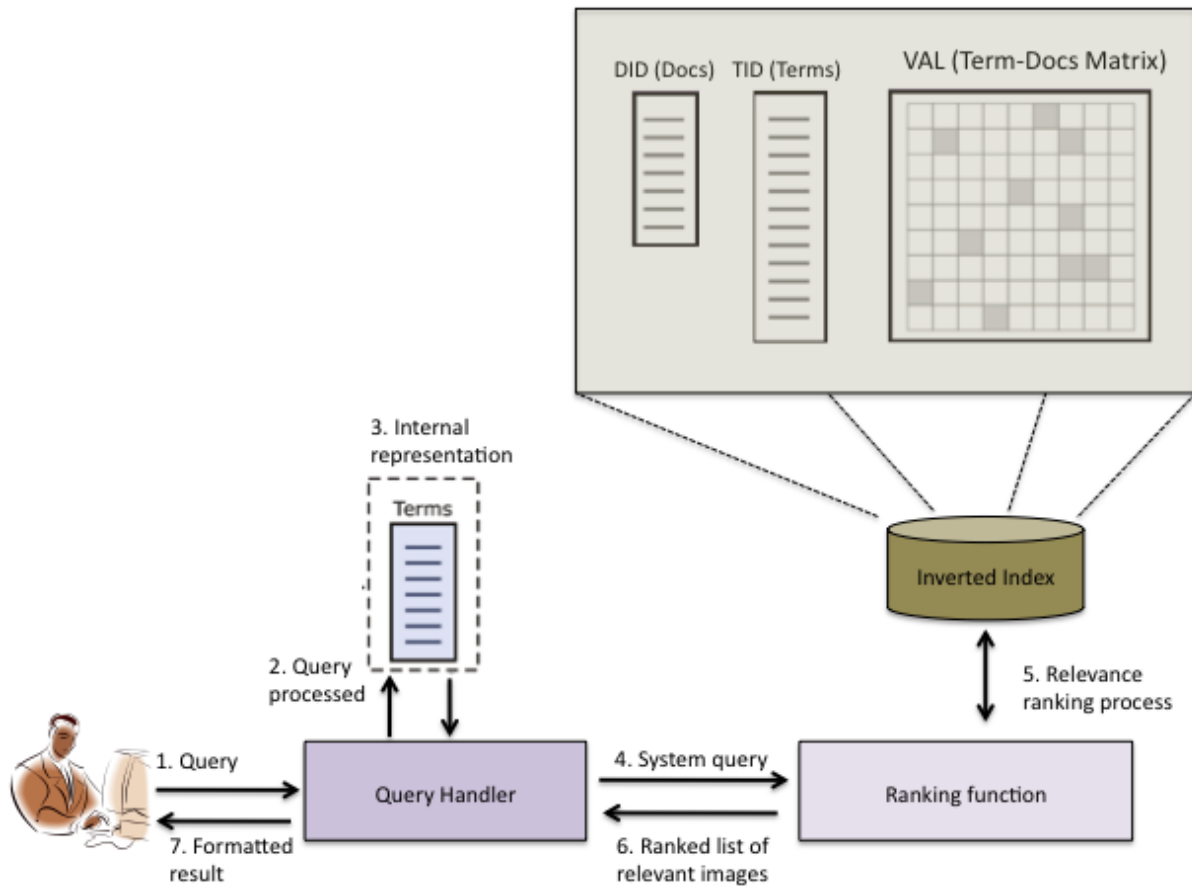 DID (Docs)
TID (Terms)
VAL (Term-Docs Matrix)
3. Internal
representation
Terms
Inverted Index
2. Query
processed
5. Relevance
ranking process
1. Query
Query Handler
4. System query
Ranking function
7. Formatted
result
6. Ranked list of
relevant images